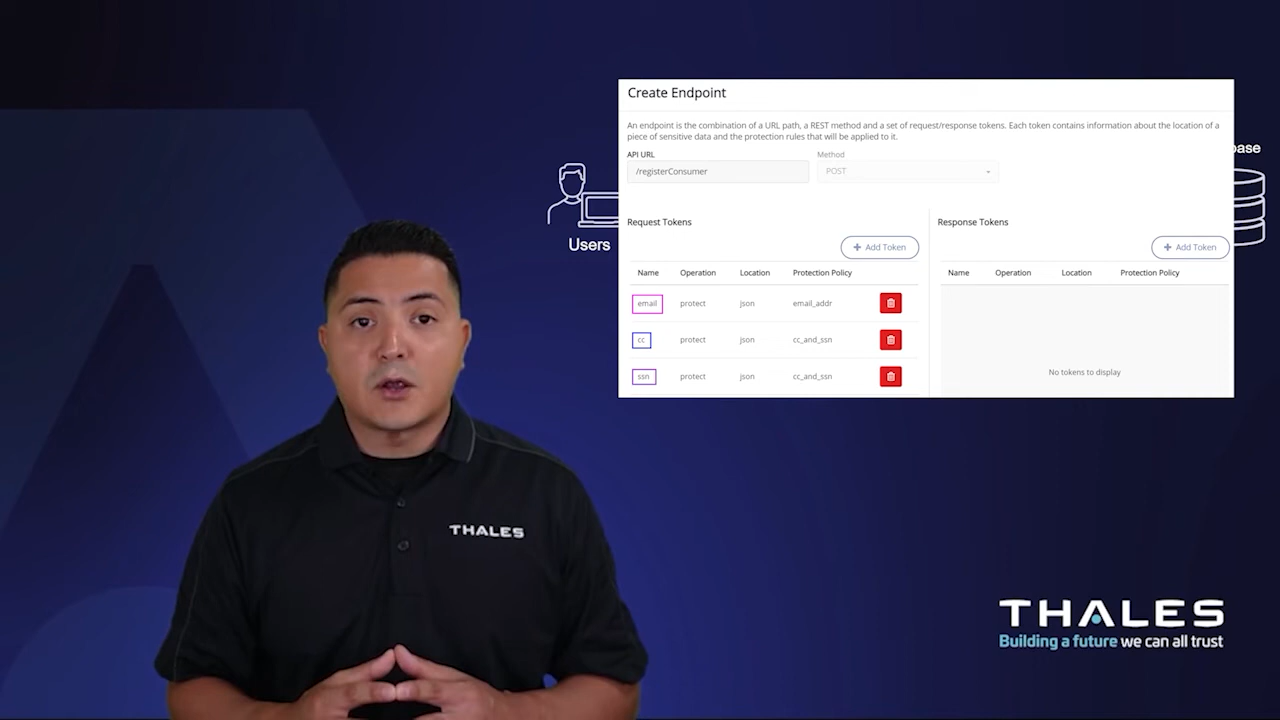 Create Endpoint
An endpoint is the combination of a URL path, a REST method and a set of request/response tokens. Each token contains information about the location of a
piece of sensitive data and the protection rules that will be applied to it.
API URL Method
/registerConsumer POST
base
Users
Request Tokens Response Tokens
Add Token Add Token
Name Operation Location Protection Policy Name Operation Location Protection Policy
email protect json email_addr
cc protect json cc_and_ssn
ssn protect json cc_and_ssn
No tokens to display
THALES
THALES
Building a future we can all trust